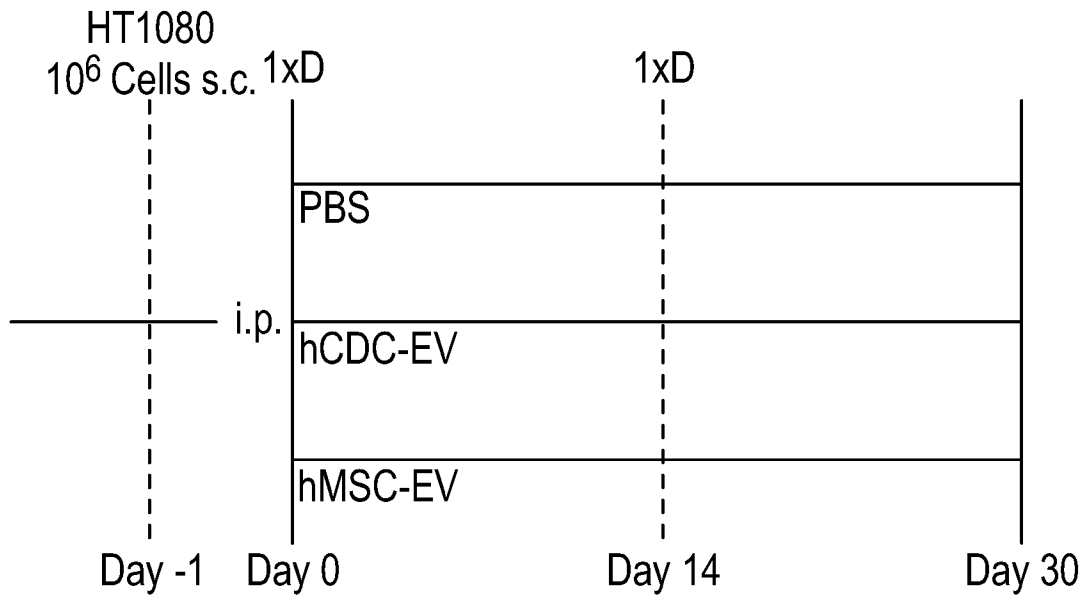 HT1080
10⁶ Cells s.c.
1xD
1xD
PBS
i.p.
hCDC-EV
hMSC-EV
Day -1
Day 0
Day 14
Day 30